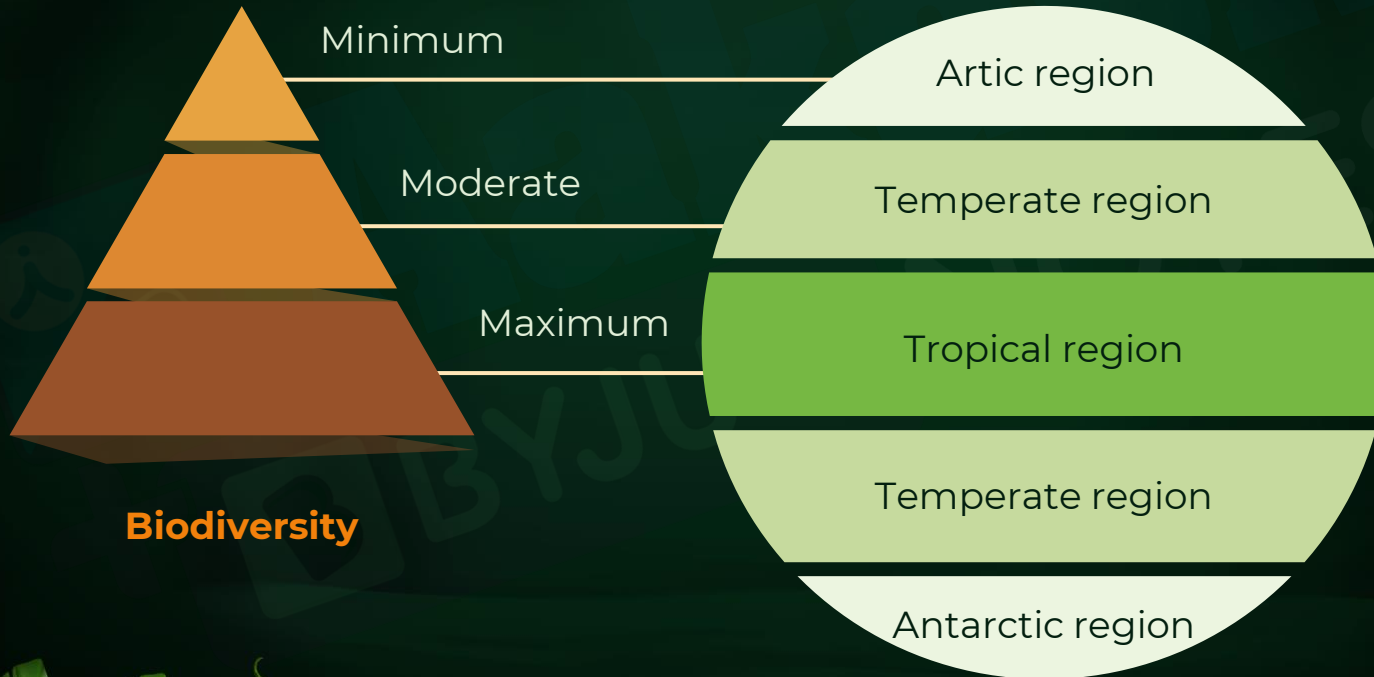 Minimum
Artic region
Moderate
Temperate region
Maximum
Tropical region
Temperate region
Biodiversity
Antarctic region